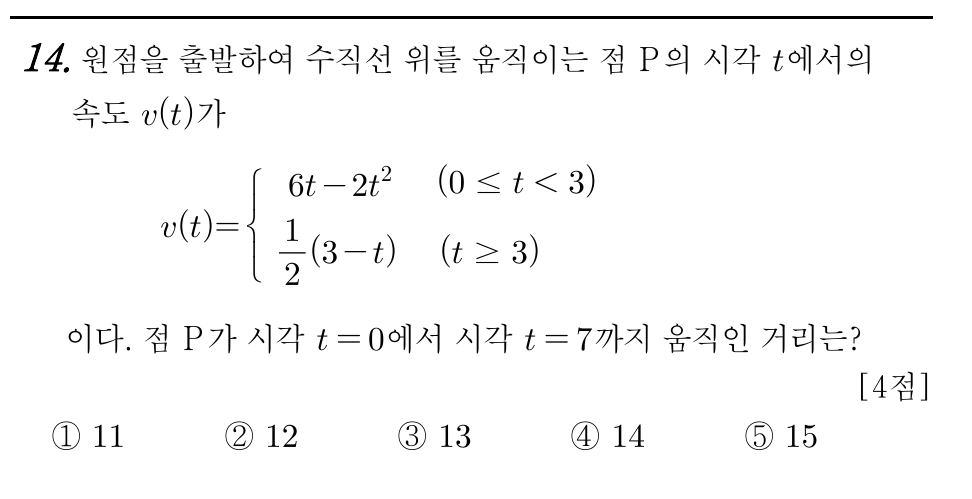 14. 원점을 출발하여 수직선 위를 움직이는 점 P의 시각 t에서의
속도 v(t)가
v(t)={ 6t−2t² (0 ≤ t < 3)
1/2(3−t) (t ≥ 3)
이다. 점 P가 시각 t=0에서 시각 t=7까지 움직인 거리는?
[4점]
① 11 ② 12 ③ 13 ④ 14 ⑤ 15